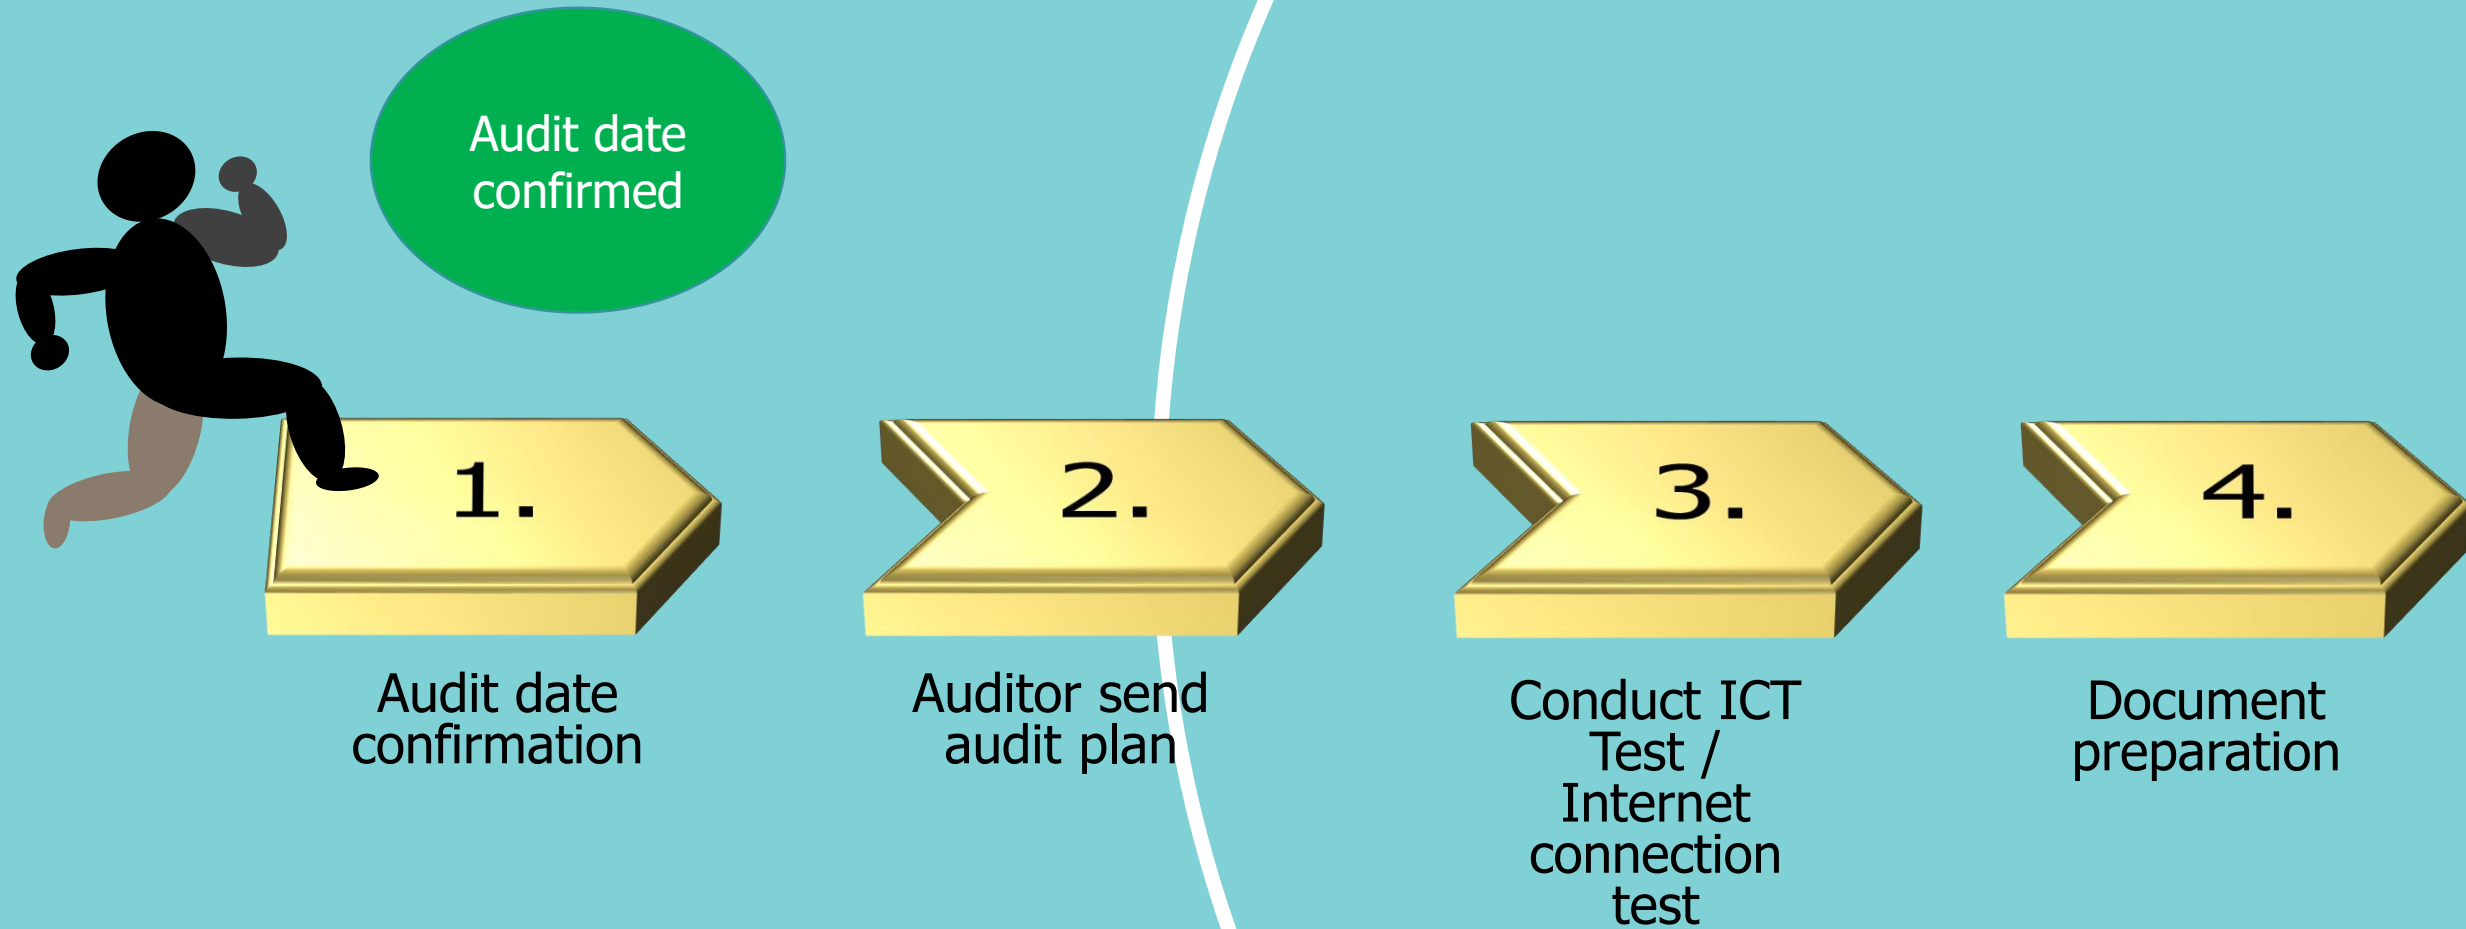 Audit date
confirmed
1.
2.
3.
4.
Audit date
confirmation
Auditor send
audit plan
Conduct ICT
Test /
Internet
connection
test
Document
preparation